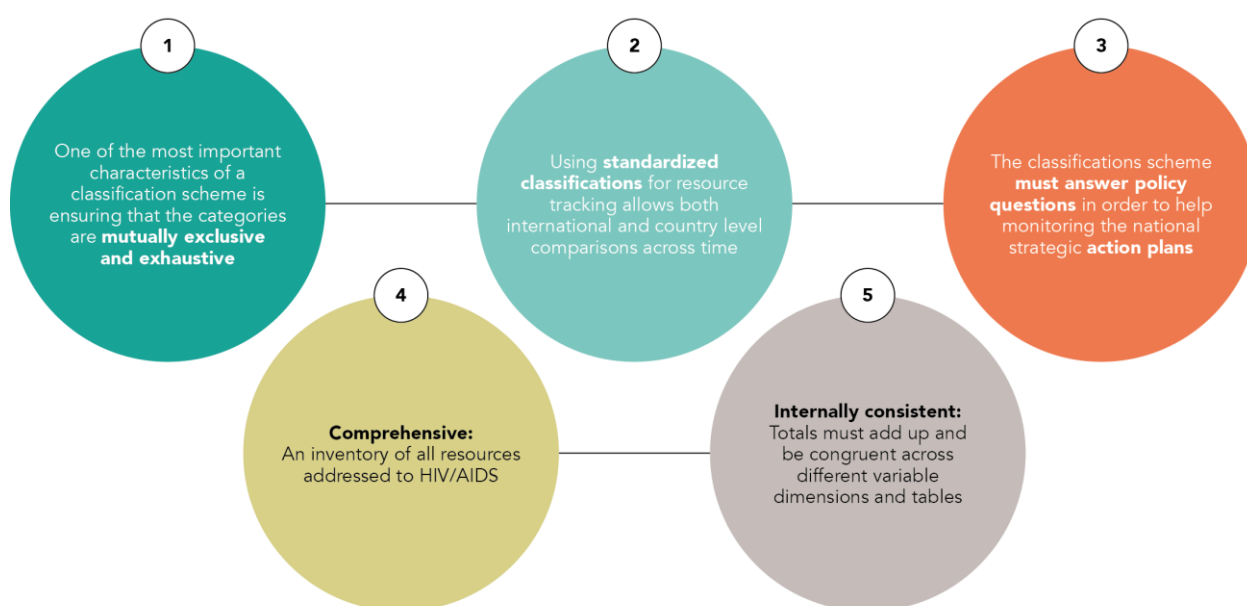 1
One of the most important
characteristics of a
classification scheme is
ensuring that the categories
are mutually exclusive
and exhaustive
2
Using standardized
classifications for resource
tracking allows both
international and country level
comparisons across time
3
The classifications scheme
must answer policy
questions in order to help
monitoring the national
strategic action plans
4
Comprehensive:
An inventory of all resources
addressed to HIV/AIDS
5
Internally consistent:
Totals must add up and
be congruent across
different variable
dimensions and tables